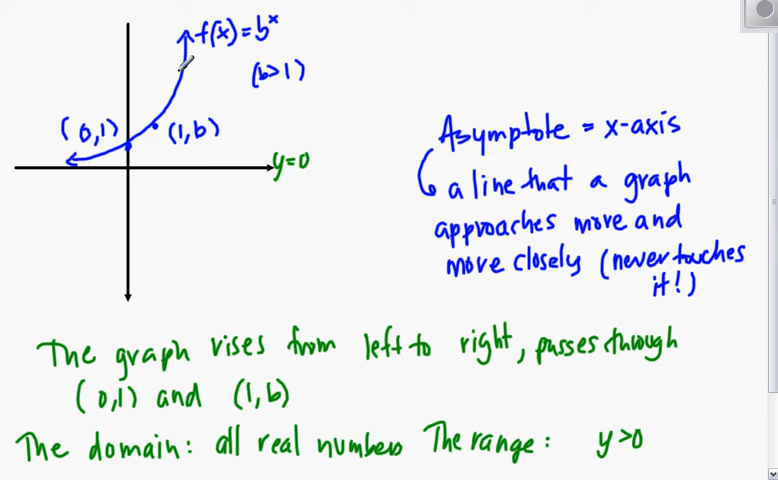 f(x) = b^x
(b>1)
(0,1)
(1,b)
y=0
Asymptote = x-axis
a line that a graph
approaches more and
more closely (never touches
it!)
The graph rises from left to right, passes through
(0,1) and (1,b)
The domain: all real numbers The range: y>0